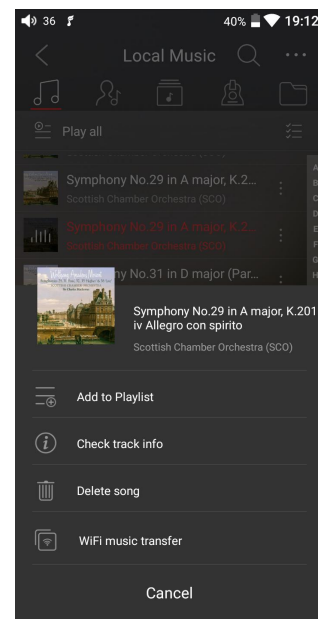 36 40% 19:12
Local Music
Play all
Symphony No.29 in A major, K.2...
Scottish Chamber Orchestra (SCO)
Symphony No.29 in A major, K.2...
Scottish Chamber Orchestra (SCO)
A
B
C
D
E
F
G
H
ny No.31 in D major (Par...
Symphony No.29 in A major, K.201
iv Allegro con spirito
Scottish Chamber Orchestra (SCO)
Add to Playlist
Check track info
Delete song
WiFi music transfer
Cancel